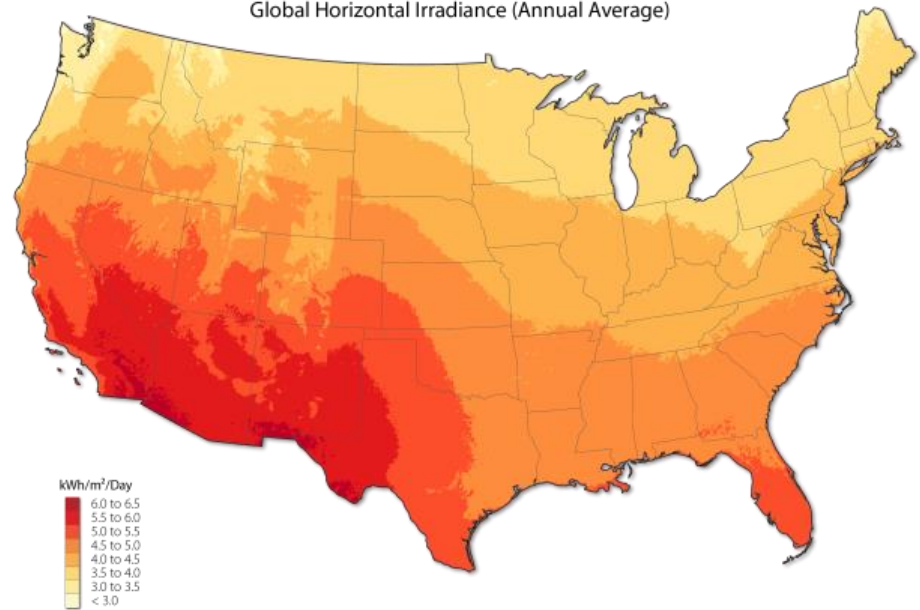 Global Horizontal Irradiance (Annual Average)
kWh/m²/Day
6.0 to 6.5
5.5 to 6.0
5.0 to 5.5
4.5 to 5.0
4.0 to 4.5
3.5 to 4.0
3.0 to 3.5
< 3.0